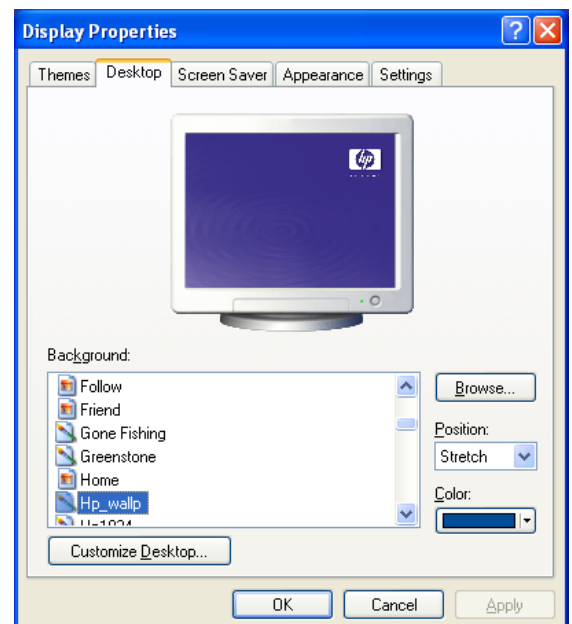 Display Properties
Themes Desktop Screen Saver Appearance Settings
hp
Background:
Follow
Friend
Gone Fishing
Greenstone
Home
Hp_wallp
Browse...
Position:
Stretch
Color:
Customize Desktop...
OK Cancel Apply